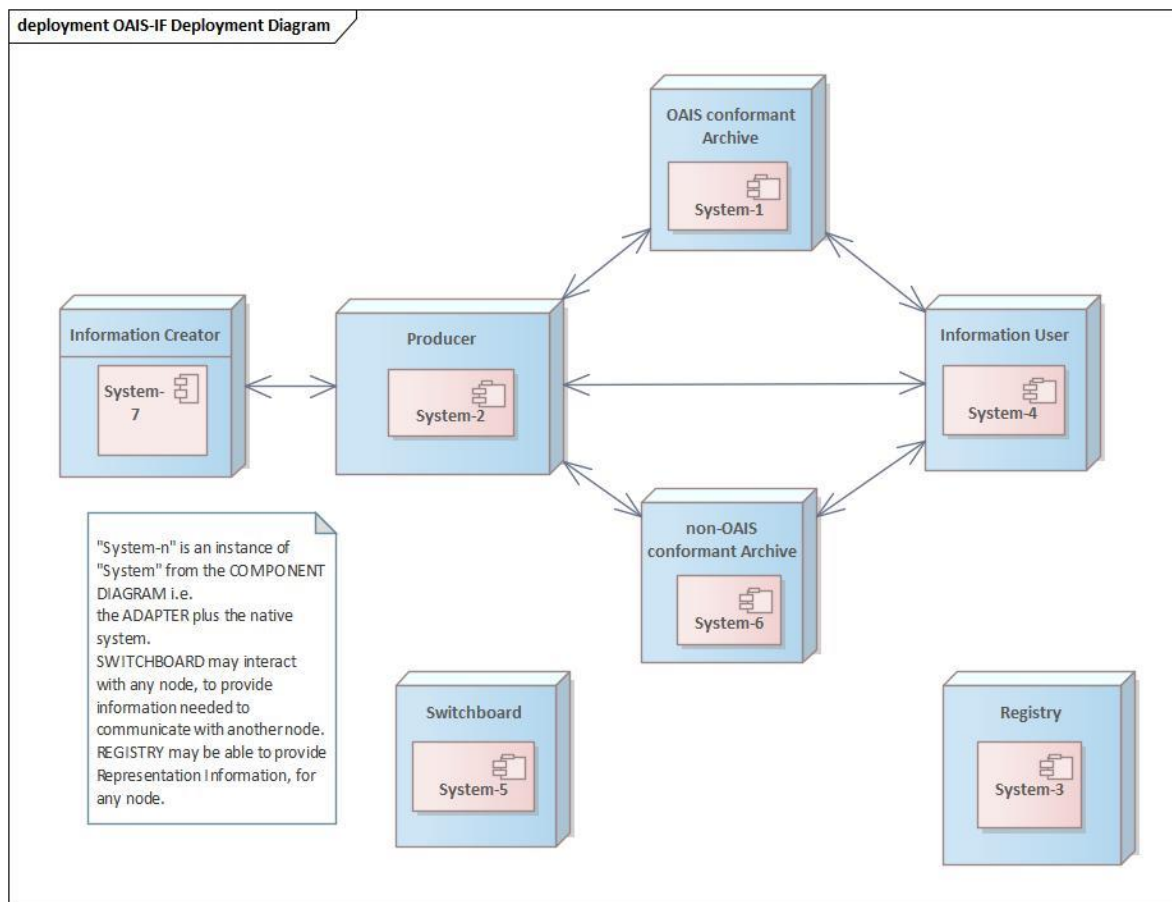 deployment OAIS-IF Deployment Diagram
OAIS conformant
Archive
System-1
Information Creator
System-
7
Producer
System-2
Information User
System-4
non-OAIS
conformant Archive
System-6
"System-n" is an instance of
"System" from the COMPONENT
DIAGRAM i.e.
the ADAPTER plus the native
system.
SWITCHBOARD may interact
with any node, to provide
information needed to
communicate with another node.
REGISTRY may be able to provide
Representation Information, for
any node.
Switchboard
System-5
Registry
System-3